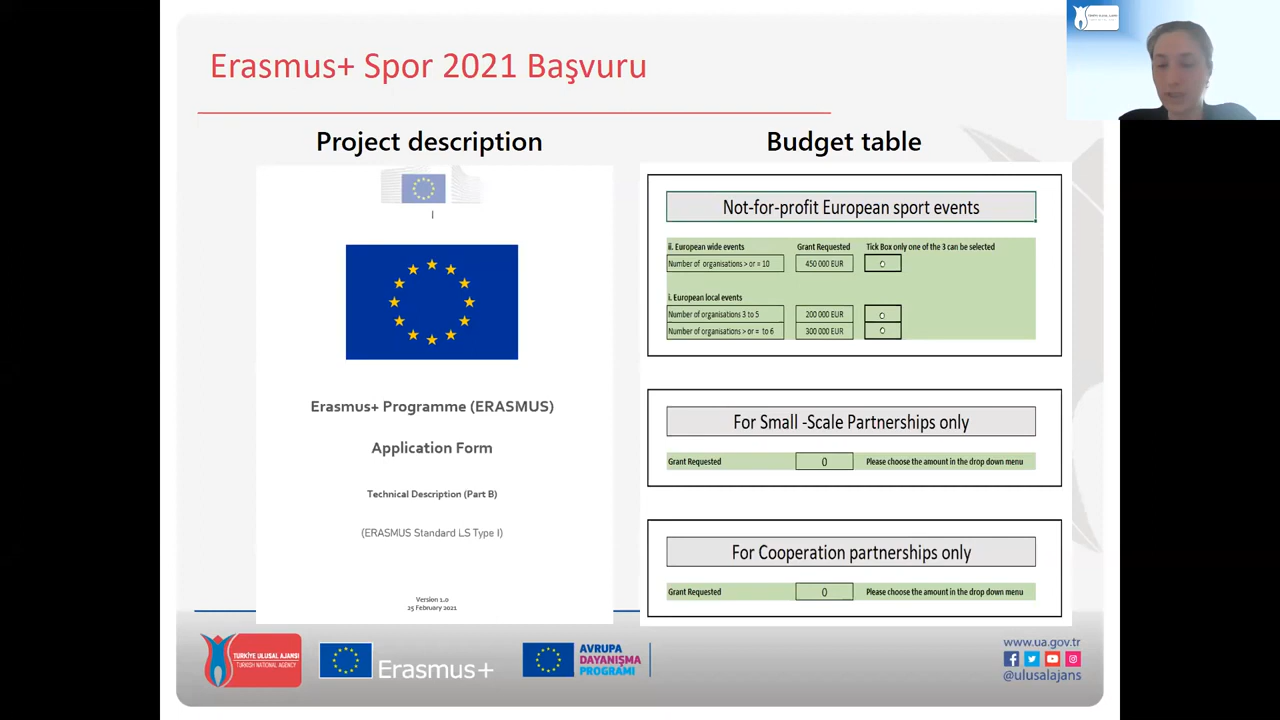 Erasmus+ Spor 2021 Başvuru
Project description
Erasmus+ Programme (ERASMUS)
Application Form
Technical Description (Part B)
(ERASMUS Standard LS Type I)
Version 1.0
25 February 2021
Budget table
Not-for-profit European sport events
ii. European wide events Grant Requested Tick Box only one of the 3 can be selected
Number of organisations > or = 10 450 000 EUR
i. European local events
Number of organisations 3 to 5 200 000 EUR
Number of organisations > or = to 6 300 000 EUR
For Small -Scale Partnerships only
Grant Requested 0 Please choose the amount in the drop down menu
For Cooperation partnerships only
Grant Requested 0 Please choose the amount in the drop down menu
TÜRKİYE ULUSAL AJANSI
TURKISH NATIONAL AGENCY
Erasmus+
AVRUPA
DAYANIŞMA
PROGRAMI
www.ua.gov.tr
@ulusalajans